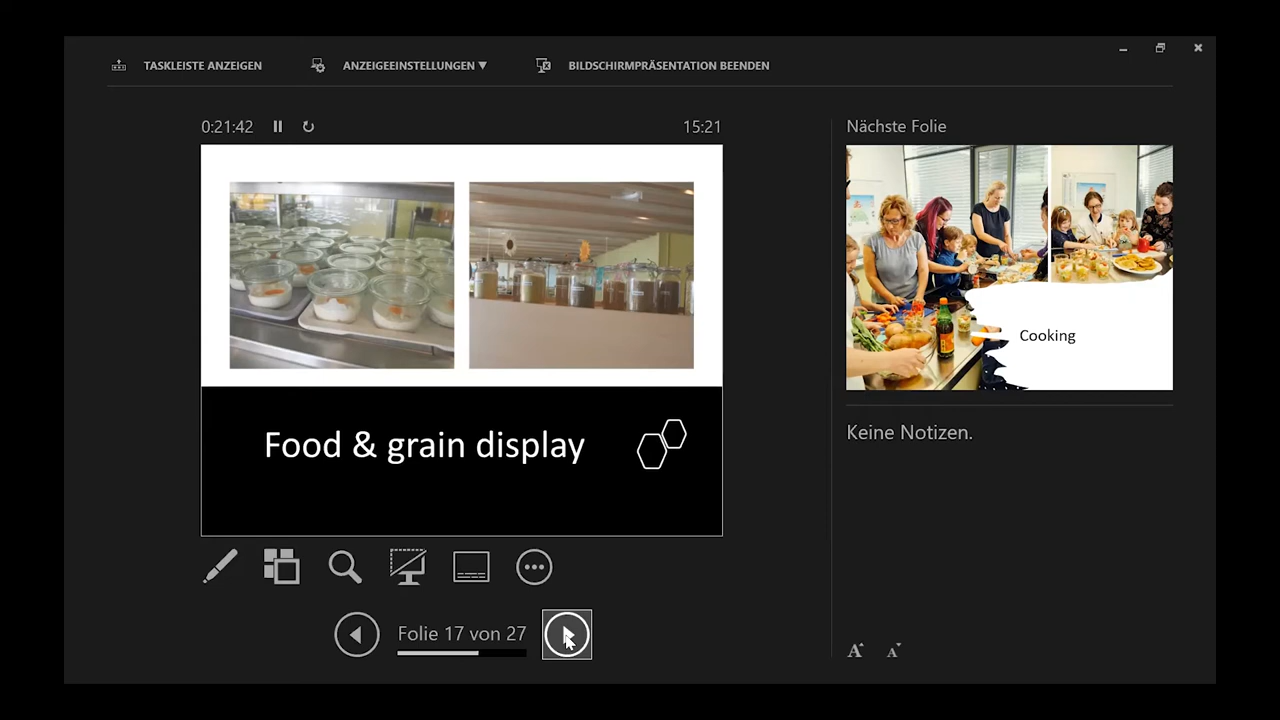 TASKLEISTE ANZEIGEN
ANZEIGEEINSTELLUNGEN ▼
BILDSCHIRMPRÄSENTATION BEENDEN
0:21:42
15:21
Food & grain display
Folie 17 von 27
Nächste Folie
Cooking
Keine Notizen.
A A